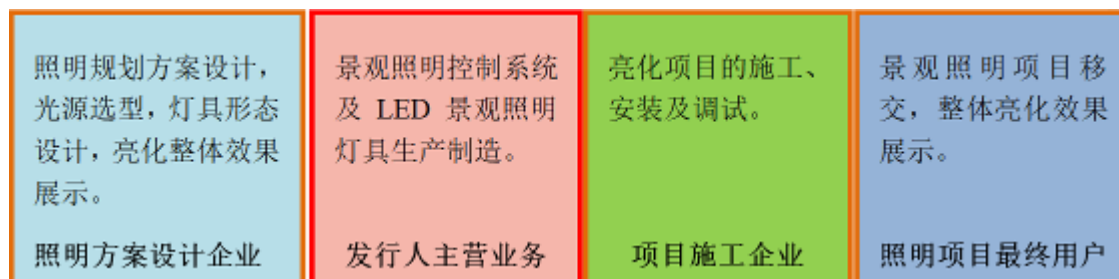 照明规划方案设计，
光源选型，灯具形态
设计，亮化整体效果
展示。
照明方案设计企业
景观照明控制系统
及 LED 景观照明
灯具生产制造。
发行人主营业务
亮化项目的施工、
安装及调试。
项目施工企业
景观照明项目移
交，整体亮化效果
展示。
照明项目最终用户